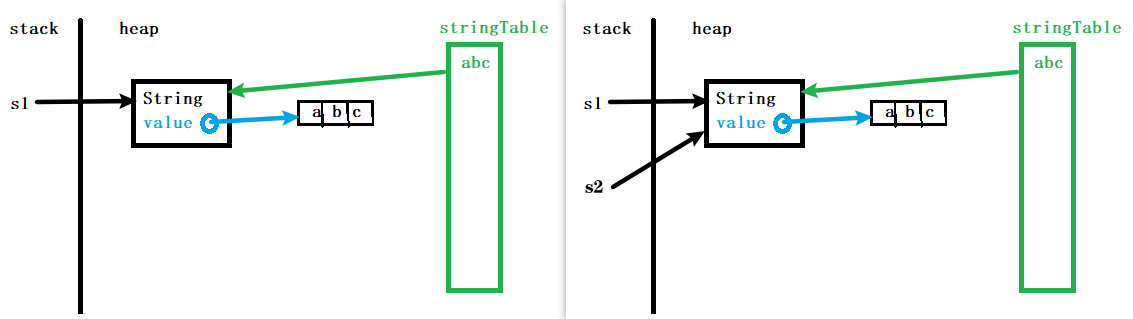 stack heap stringTable
abc
s1 String
value a b c
stack heap stringTable
abc
s1 String
value a b c
s2